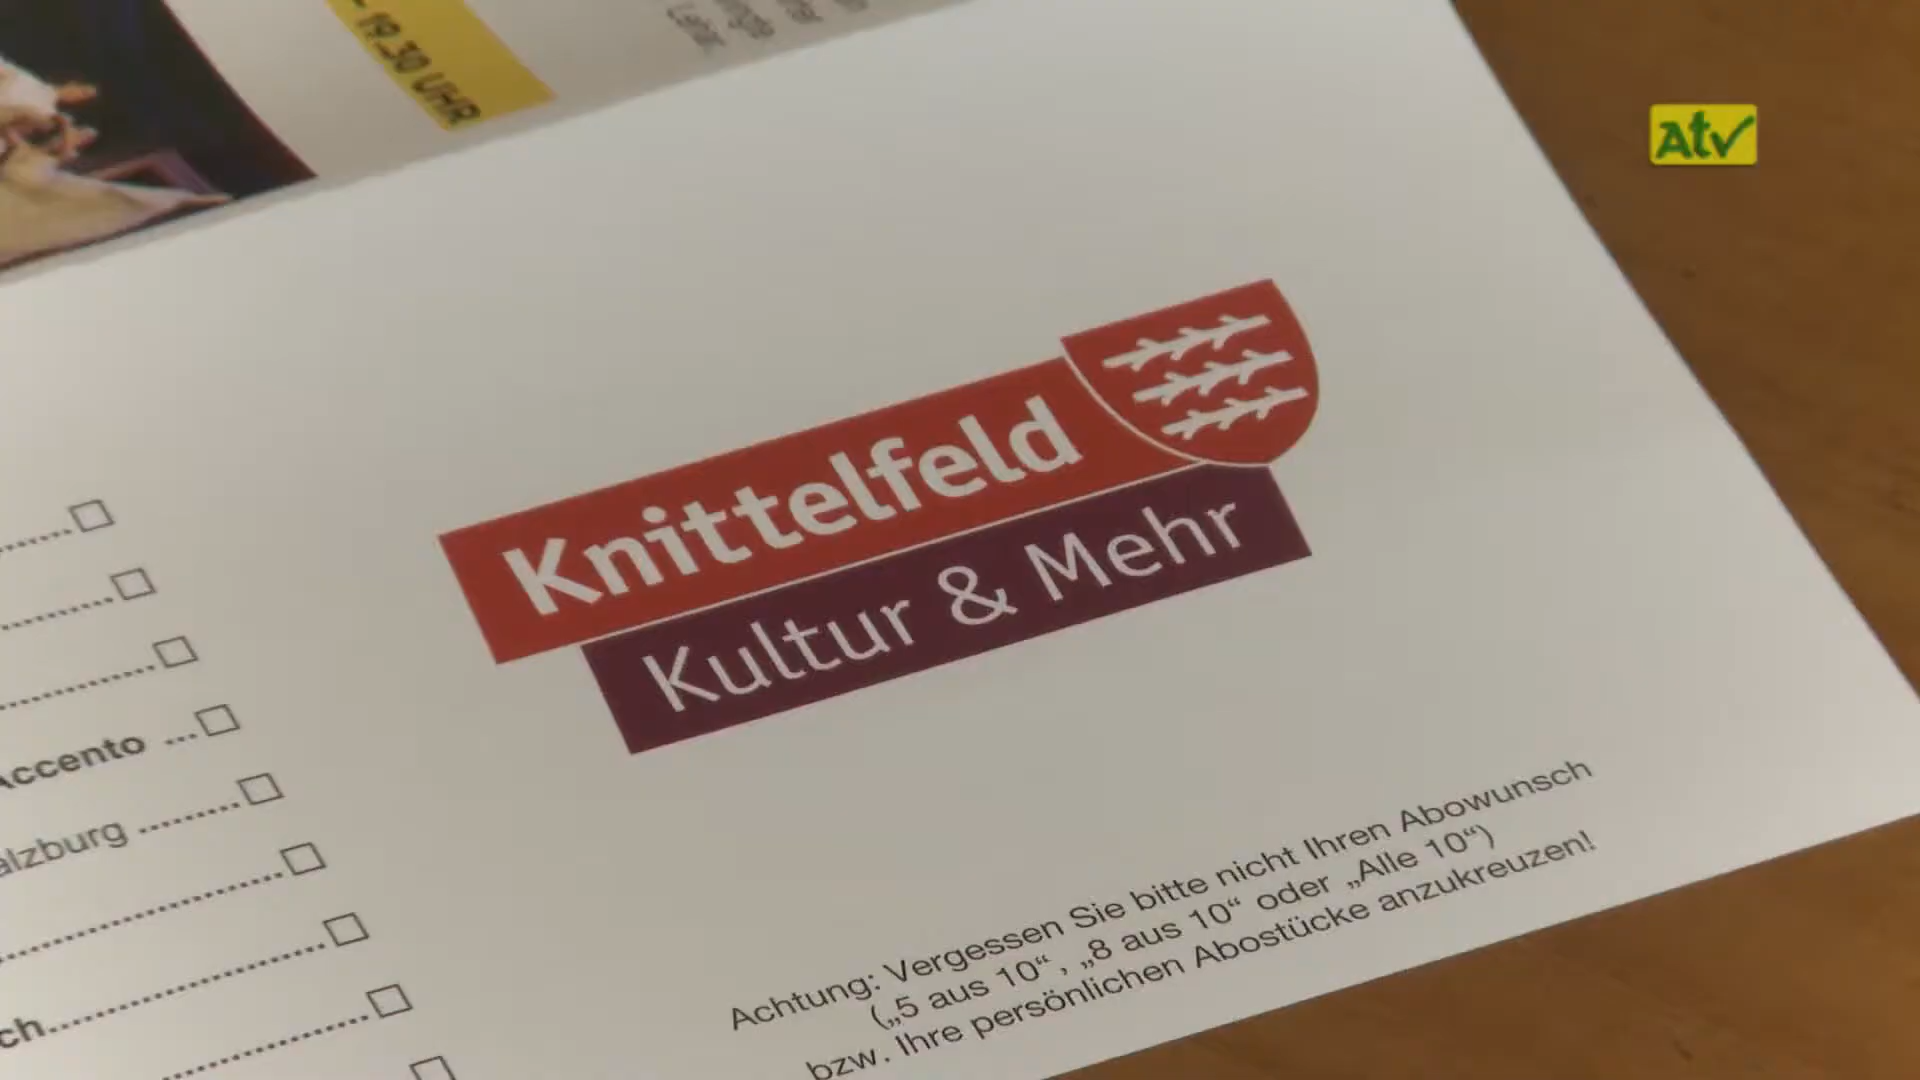 – 19.30 UHR
Atv
Knittelfeld
Kultur & Mehr
Accento ...
alzburg ..........
ch..........................
Achtung: Vergessen Sie bitte nicht Ihren Abowunsch
(„5 aus 10“, „8 aus 10“ oder „Alle 10“)
bzw. Ihre persönlichen Abostücke anzukreuzen!